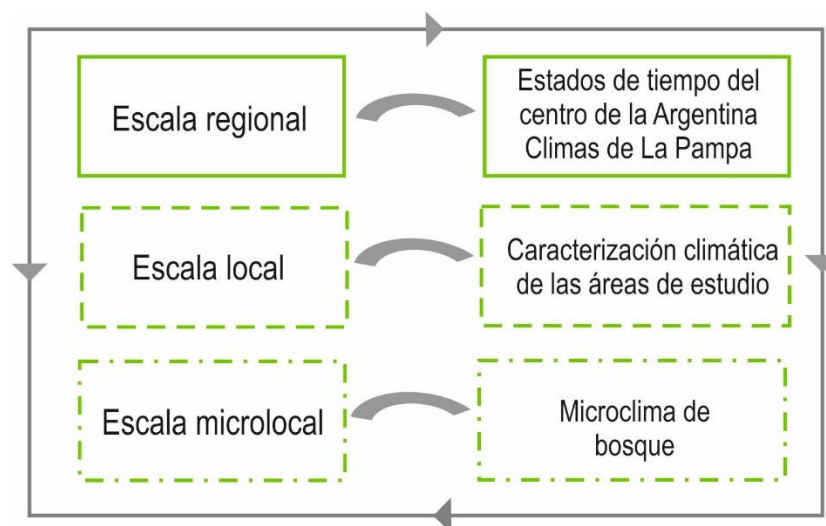 Escala regional
Estados de tiempo del
centro de la Argentina
Climas de La Pampa
Escala local
Caracterización climática
de las áreas de estudio
Escala microlocal
Microclima de
bosque